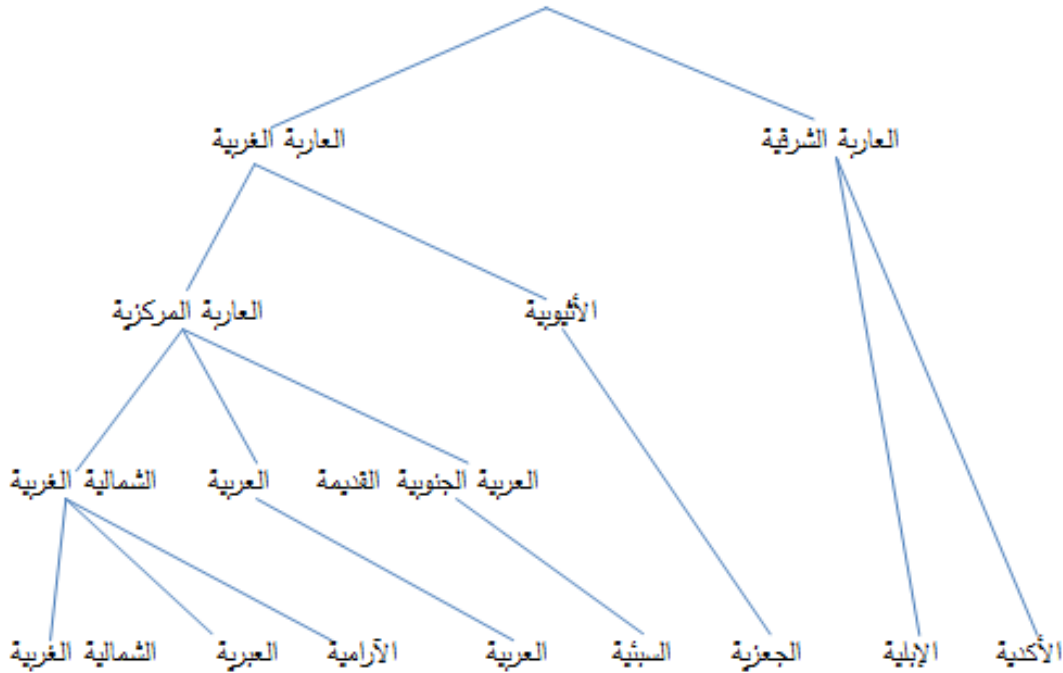 العاربة الشرقية
العاربة الغربية
الأثيوبية
العاربة المركزية
العربية الجنوبية القديمة
العربية
الشمالية الغربية
الأكدية
الإبلية
الجعزية
السبئية
العربية
الآرامية
العبرية
الشمالية الغربية